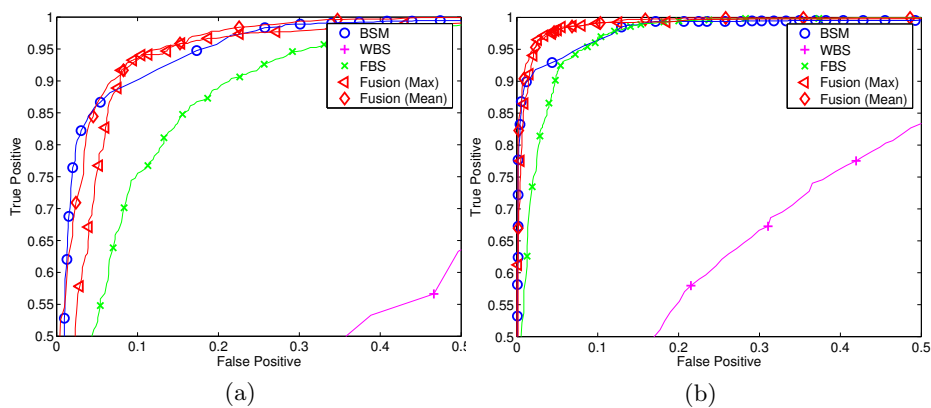 1
0.95
0.9
0.85
0.8
0.75
0.7
0.65
0.6
0.55
0.5
True Positive
0
0.1
0.2
0.3
0.4
0.5
False Positive
BSM
WBS
FBS
Fusion (Max)
Fusion (Mean)
(a)
1
0.95
0.9
0.85
0.8
0.75
0.7
0.65
0.6
0.55
0.5
True Positive
0
0.1
0.2
0.3
0.4
0.5
False Positive
BSM
WBS
FBS
Fusion (Max)
Fusion (Mean)
(b)